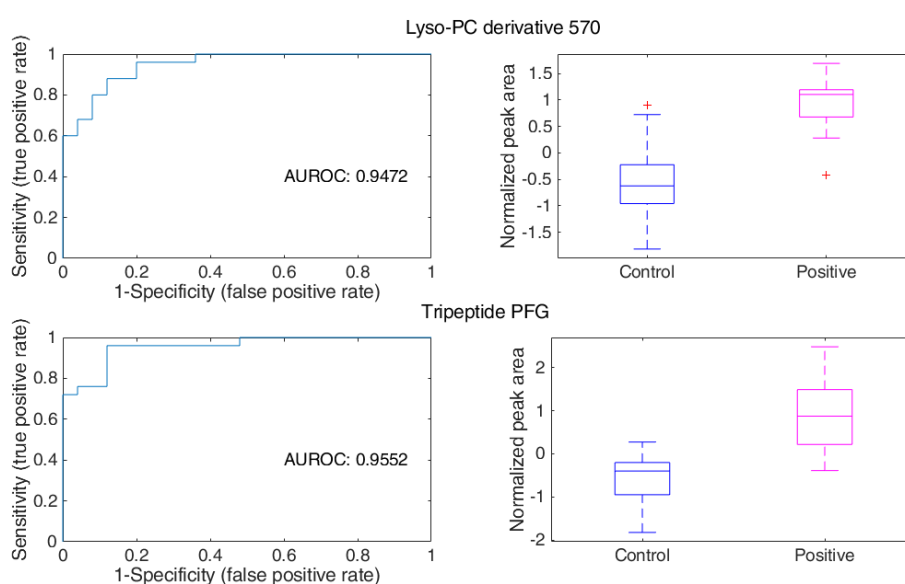 Lyso-PC derivative 570
Sensitivity (true positive rate)
1
0.8
0.6
0.4
0.2
0
AUROC: 0.9472
0 0.2 0.4 0.6 0.8 1
1-Specificity (false positive rate)
Normalized peak area
1.5
1
0.5
0
-0.5
-1
-1.5
Control Positive
Tripeptide PFG
Sensitivity (true positive rate)
1
0.8
0.6
0.4
0.2
0
AUROC: 0.9552
0 0.2 0.4 0.6 0.8 1
1-Specificity (false positive rate)
Normalized peak area
2
1
0
-1
-2
Control Positive